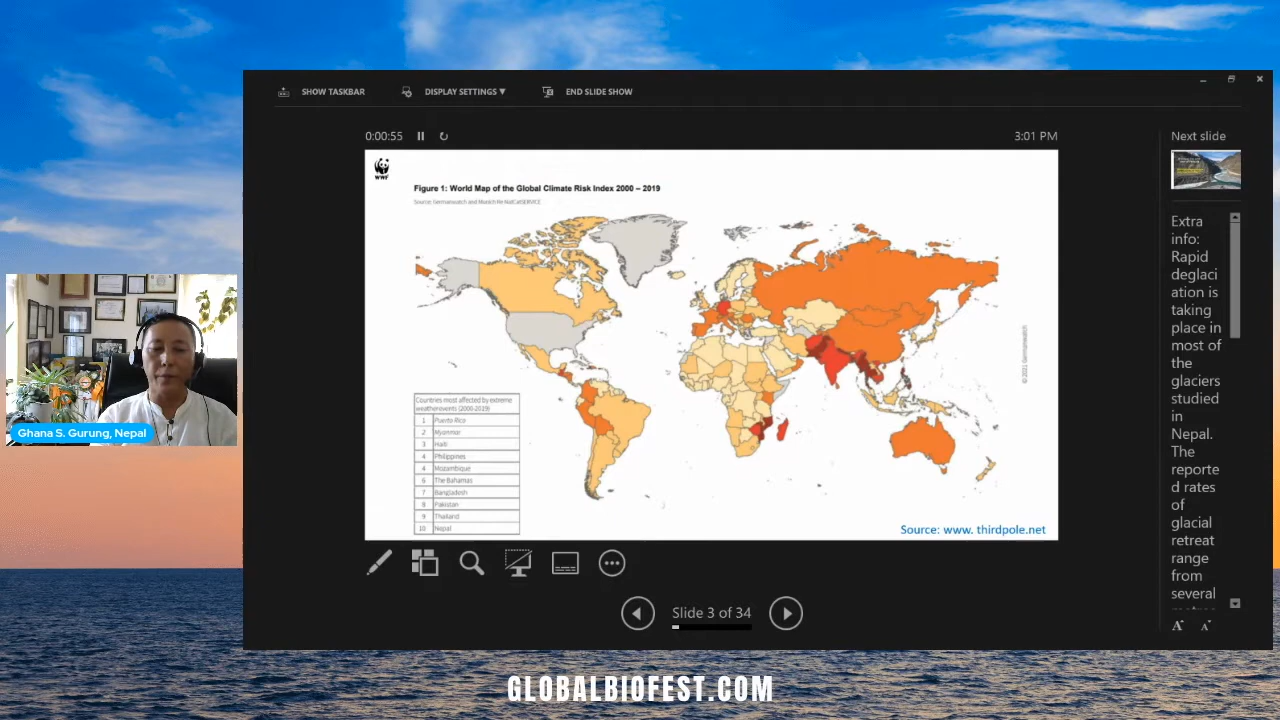 SHOW TASKBAR
DISPLAY SETTINGS ▼
END SLIDE SHOW
0:00:55
3:01 PM
WWF
Figure 1: World Map of the Global Climate Risk Index 2000 – 2019
Source: Germanwatch and Munich Re NatCatSERVICE
© 2021 Germanwatch
Countries most affected by extreme
weather events (2000-2019)
1 Puerto Rico
2 Myanmar
3 Haiti
4 Philippines
4 Mozambique
6 The Bahamas
7 Bangladesh
8 Pakistan
9 Thailand
10 Nepal
Source: www. thirdpole.net
Slide 3 of 34
Next slide
Extra
info:
Rapid
deglaci
ation is
taking
place in
most of
the
glaciers
studied
in
Nepal.
The
reporte
d rates
of
glacial
retreat
range
from
several
A
A
Ghana S. Gurung, Nepal
GLOBALBIOFEST.COM